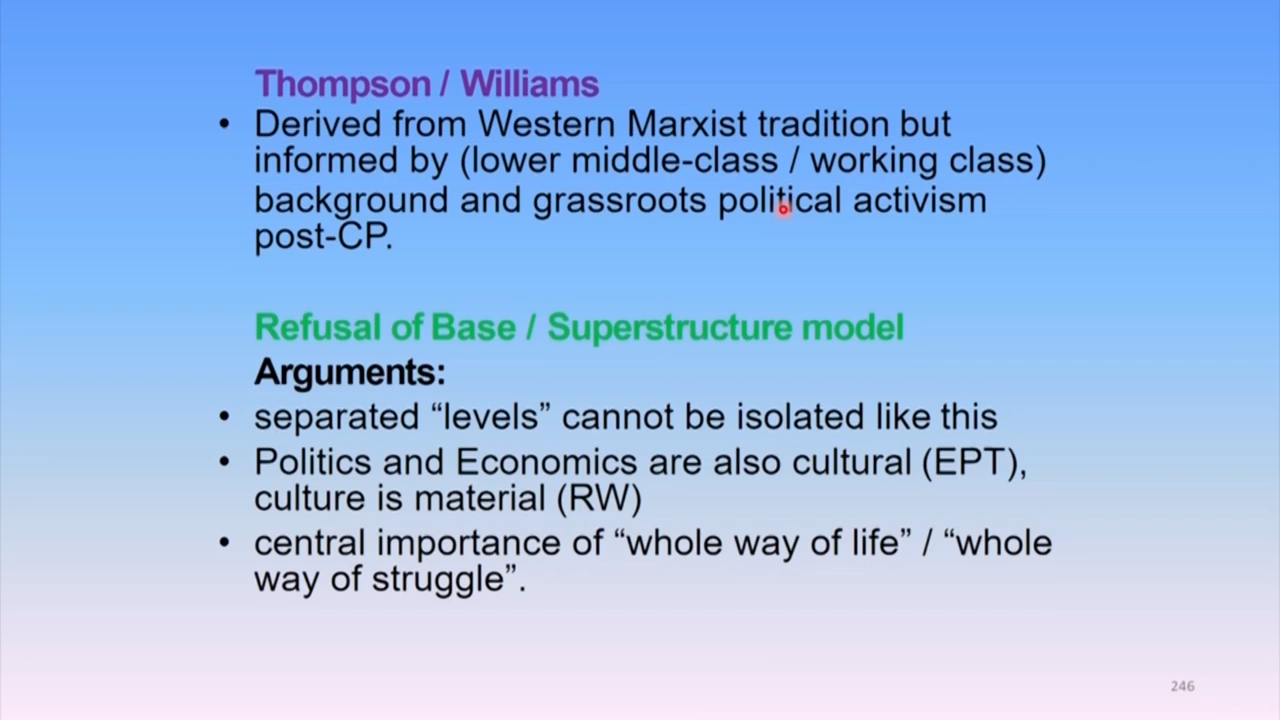 Thompson / Williams
• Derived from Western Marxist tradition but
informed by (lower middle-class / working class)
background and grassroots political activism
post-CP.
Refusal of Base / Superstructure model
Arguments:
• separated “levels” cannot be isolated like this
• Politics and Economics are also cultural (EPT),
culture is material (RW)
• central importance of “whole way of life” / “whole
way of struggle”.
246